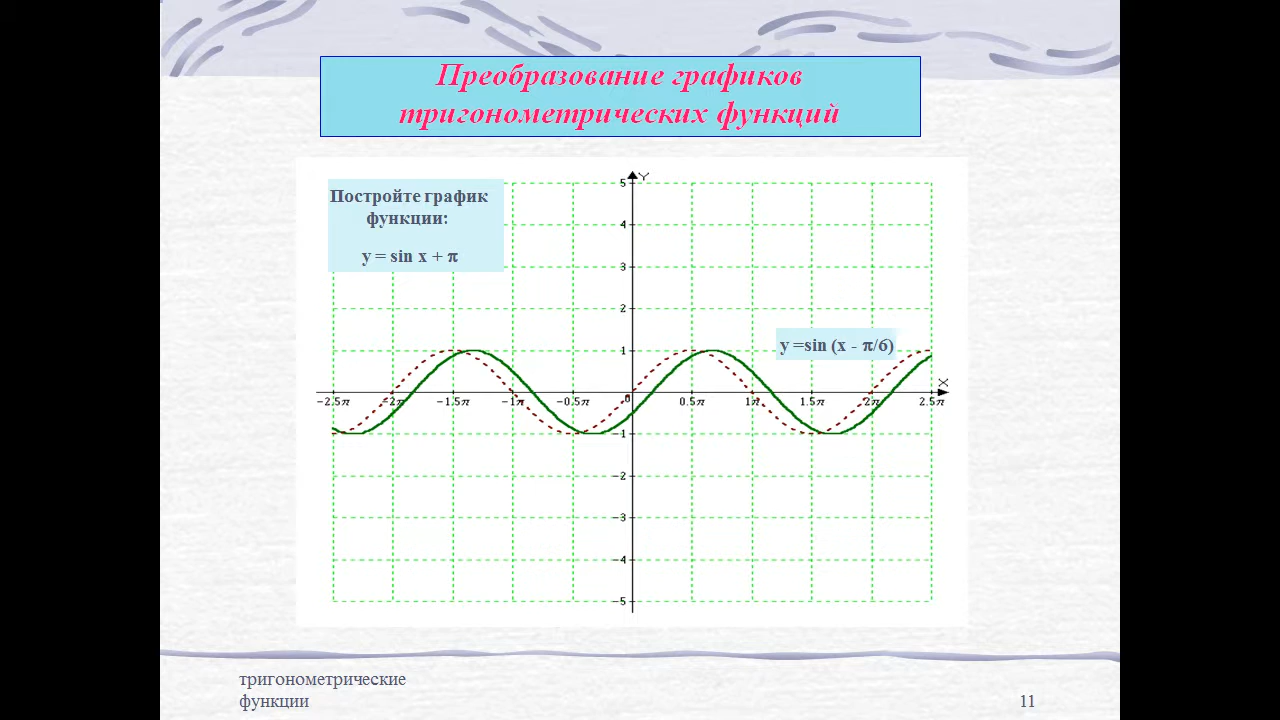 Преобразование графиков
тригонометрических функций
Постройте график
функции:
y = sin x + π
Y
5
4
3
2
1
y =sin (x - π/6)
X
−2.5π −2π −1.5π −1π −0.5π 0 0.5π 1π 1.5π 2π 2.5π
−1
−2
−3
−4
−5
тригонометрические
функции
11